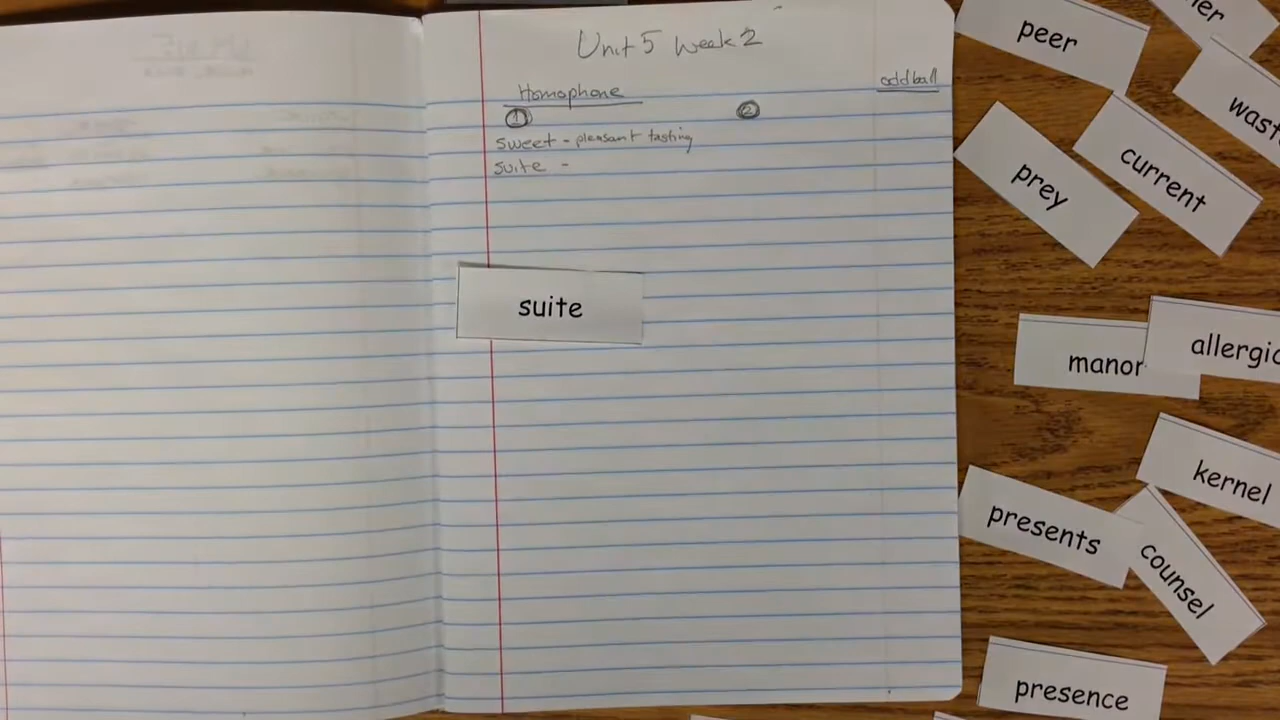 Unit 5 Week 2
Homophone
oddball
1
2
sweet - pleasant tasting
suite -
suite
peer
current
prey
manor
kernel
presents
counsel
presence